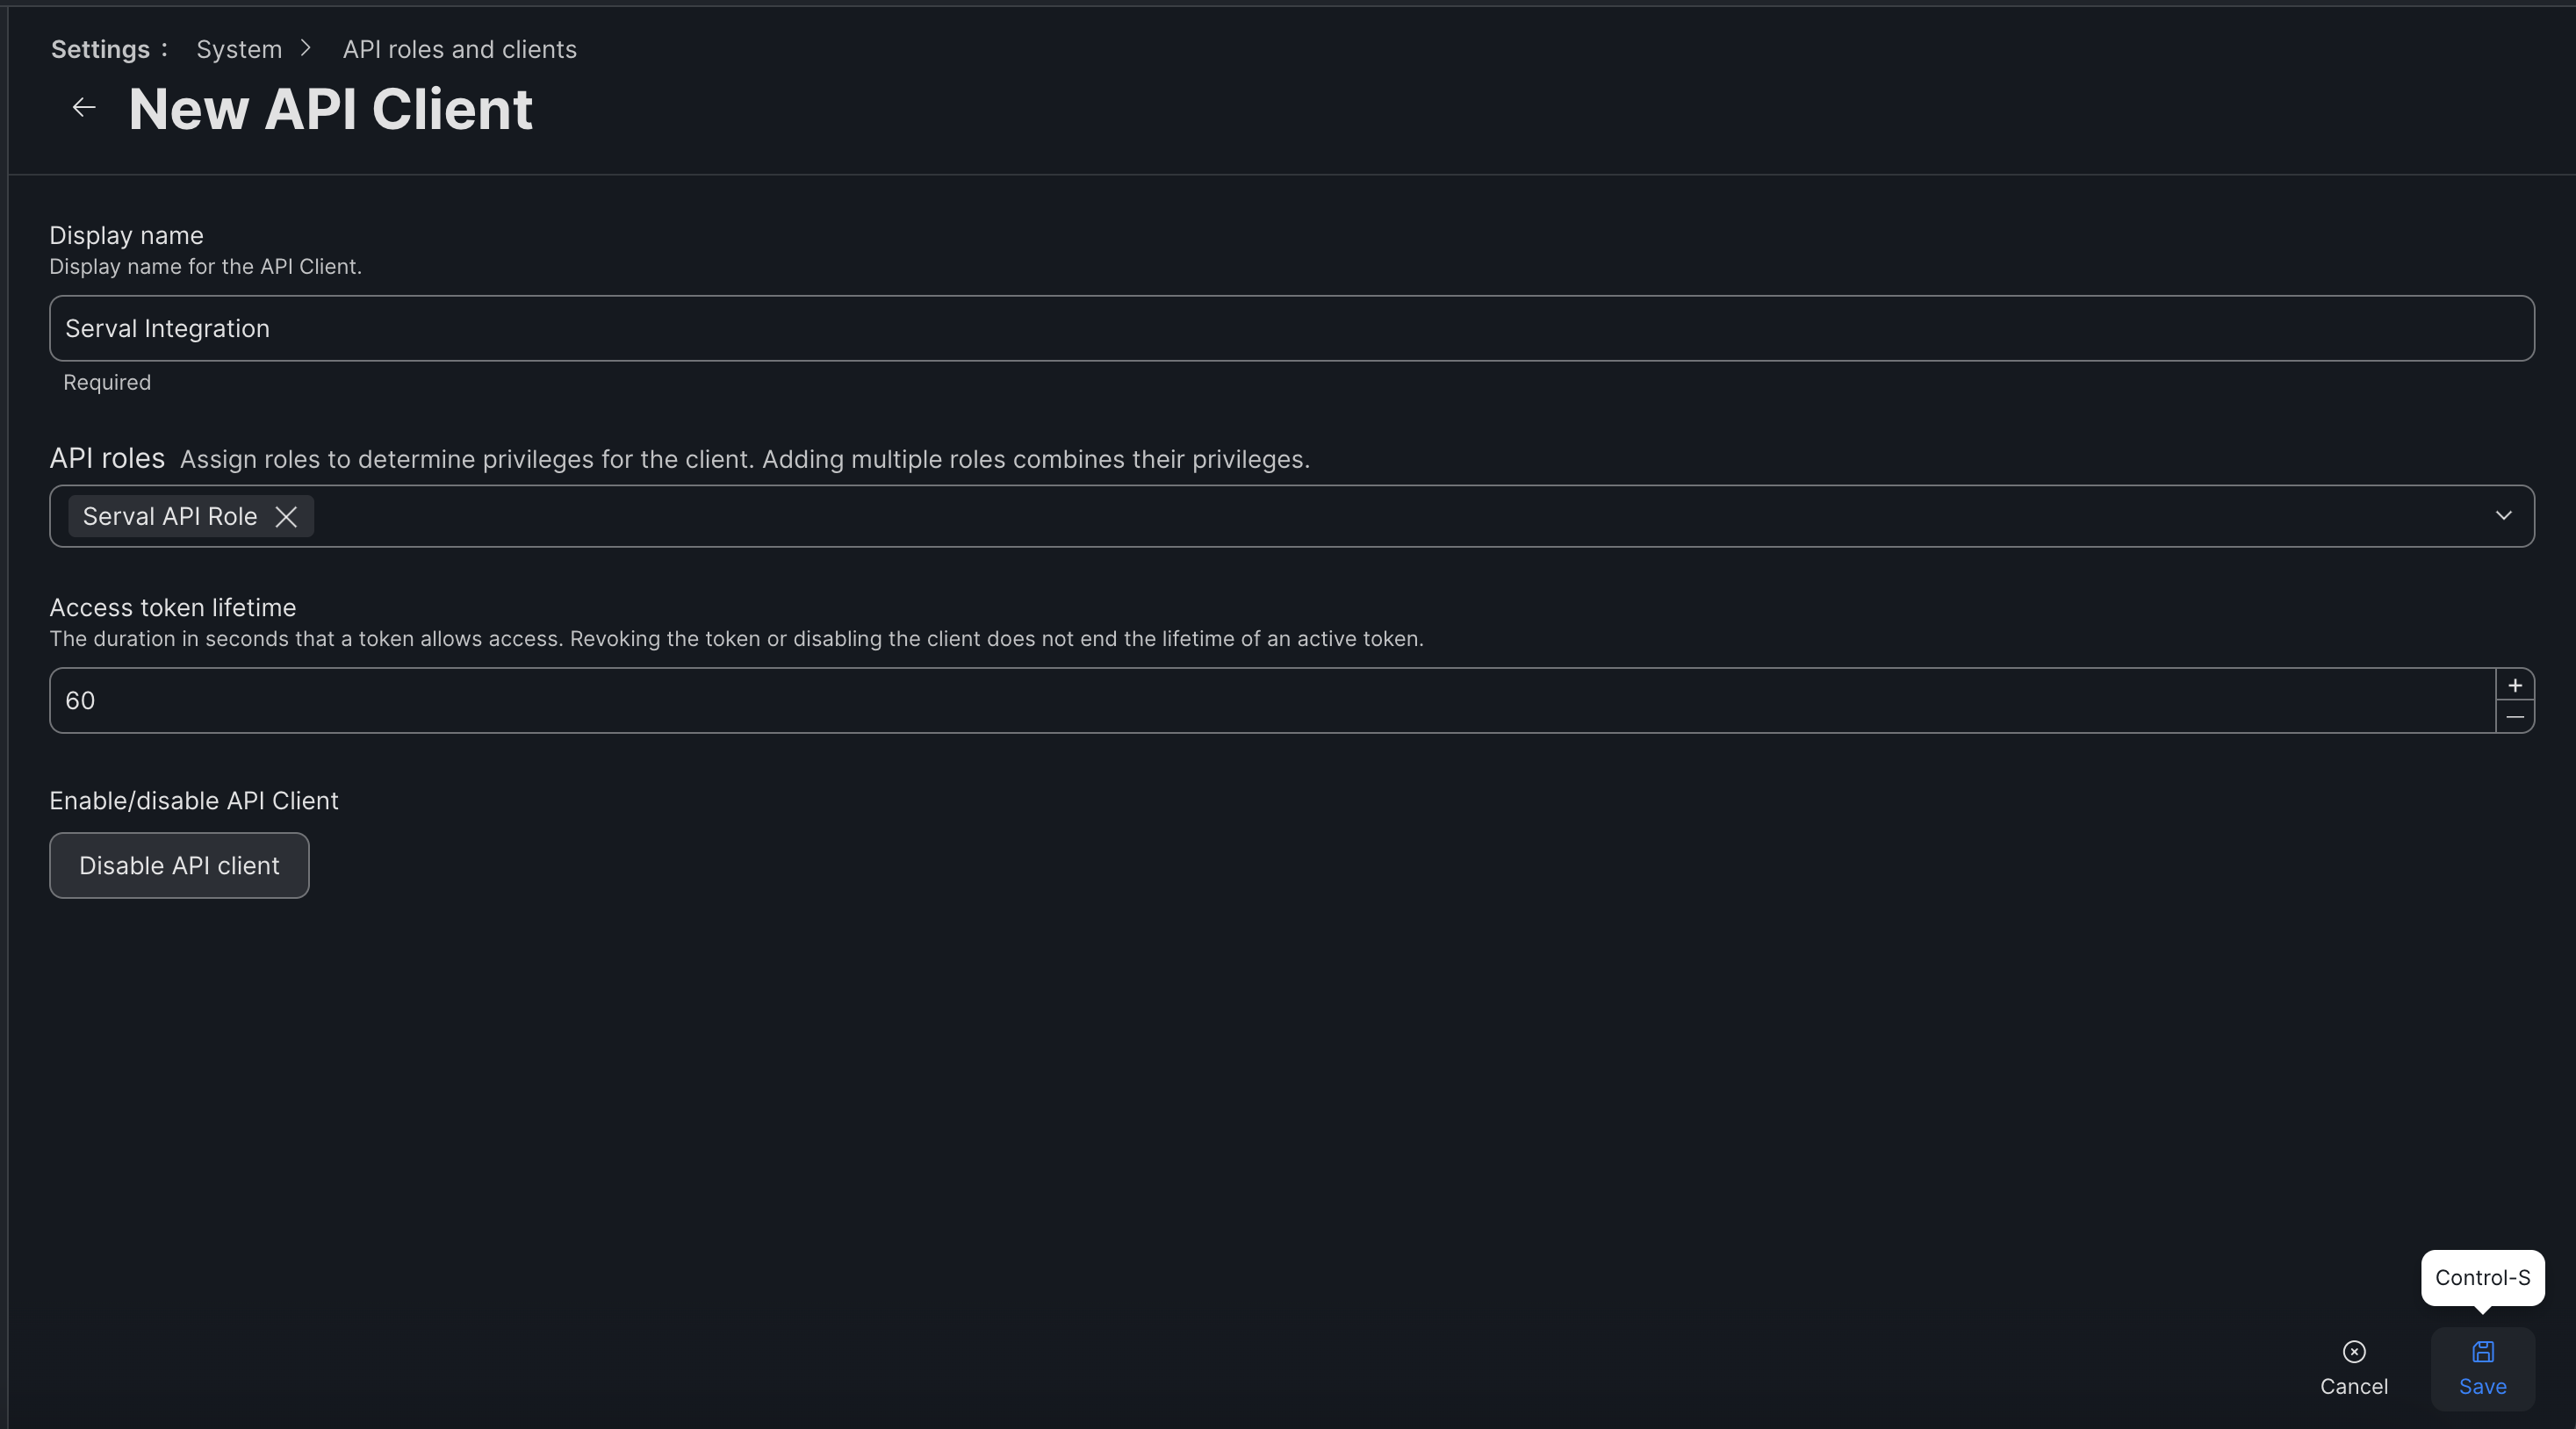 Settings : System > API roles and clients
New API Client
Display name
Display name for the API Client.
Serval Integration
Required
API roles Assign roles to determine privileges for the client. Adding multiple roles combines their privileges.
Serval API Role
Access token lifetime
The duration in seconds that a token allows access. Revoking the token or disabling the client does not end the lifetime of an active token.
60
Enable/disable API Client
Disable API client
Control-S
Cancel
Save